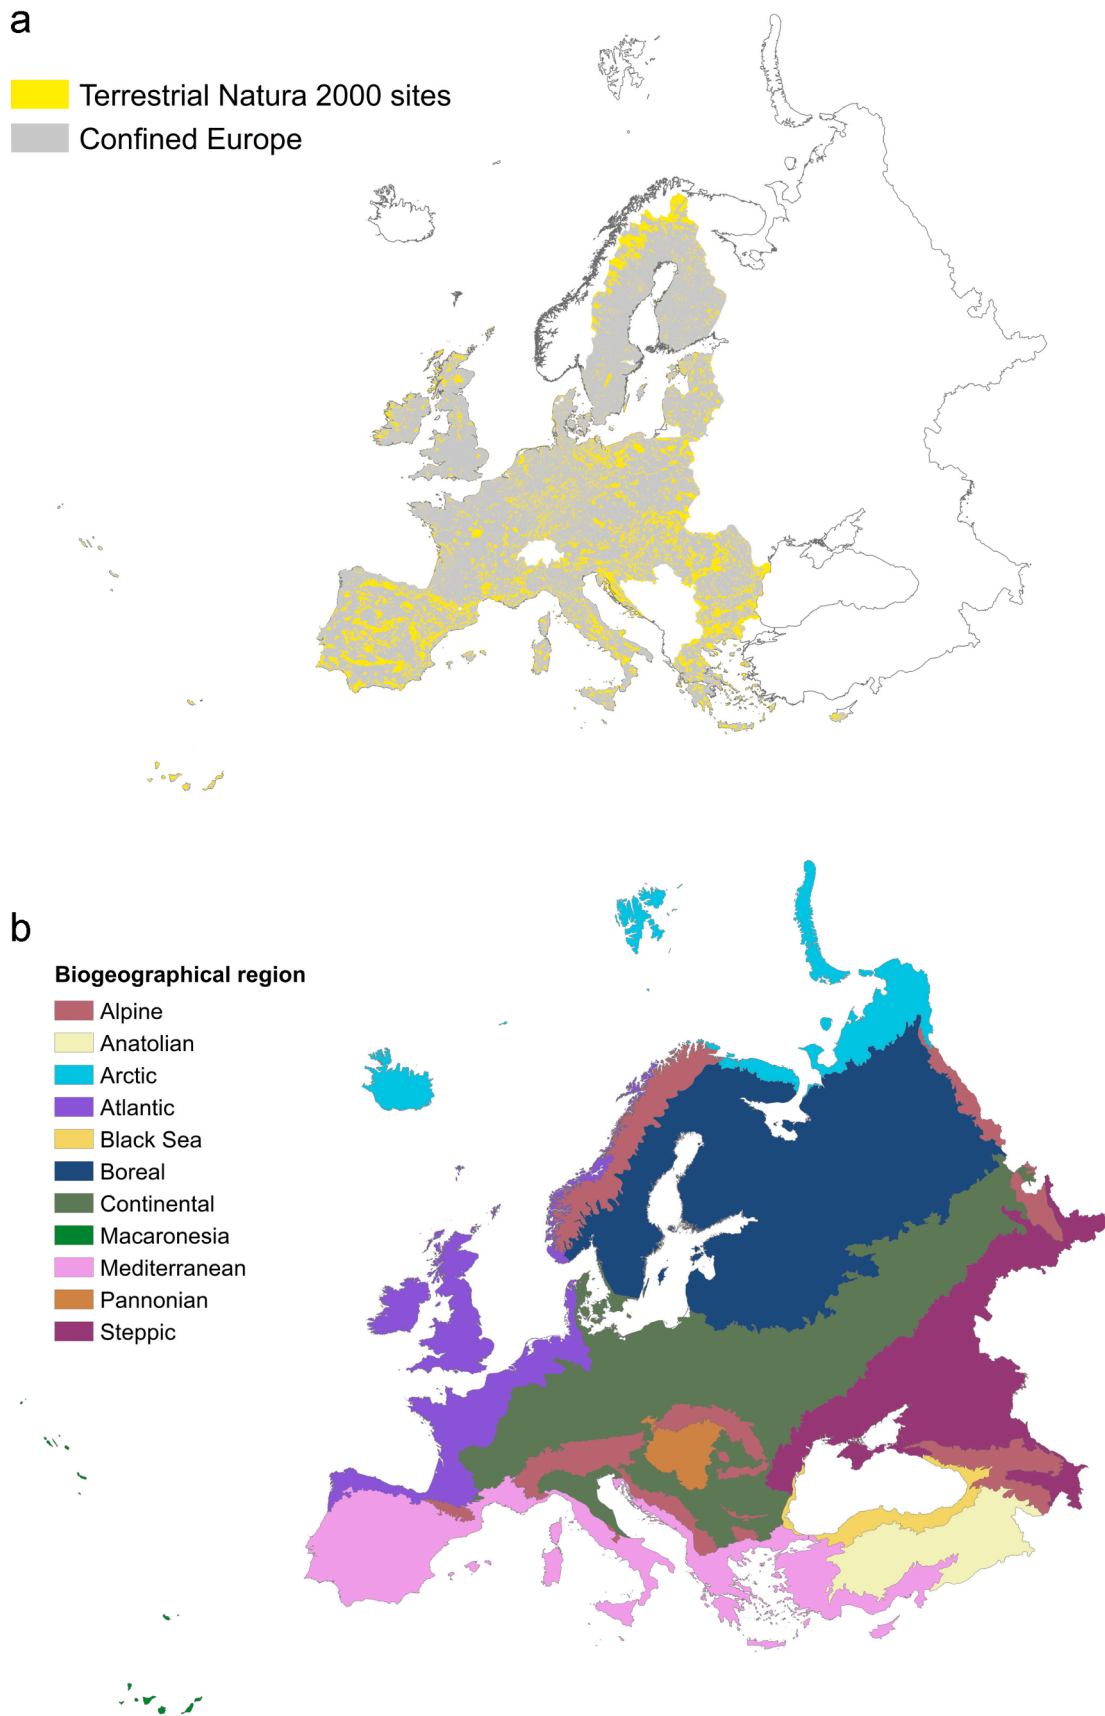 a
Terrestrial Natura 2000 sites
Confined Europe
b
Biogeographical region
Alpine
Anatolian
Arctic
Atlantic
Black Sea
Boreal
Continental
Macaronesia
Mediterranean
Pannonian
Steppic